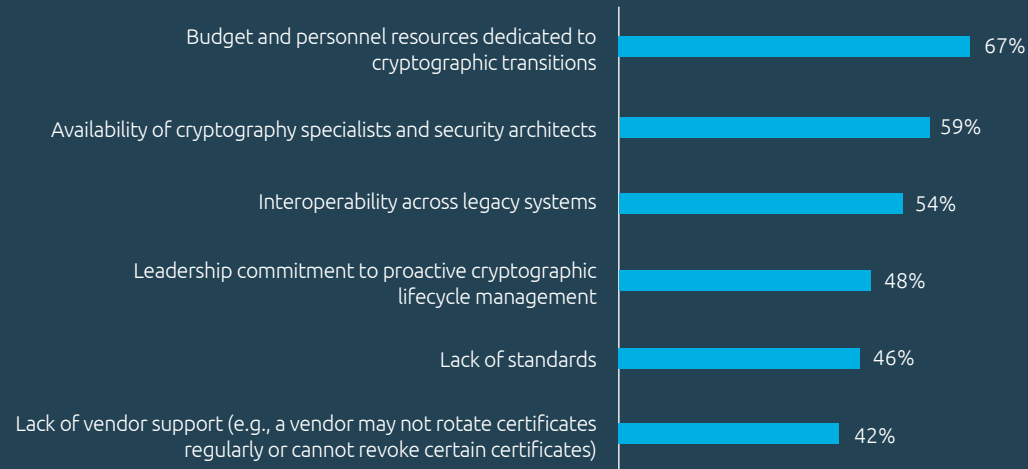 Budget and personnel resources dedicated to
cryptographic transitions
67%
Availability of cryptography specialists and security architects
59%
Interoperability across legacy systems
54%
Leadership commitment to proactive cryptographic
lifecycle management
48%
Lack of standards
46%
Lack of vendor support (e.g., a vendor may not rotate certificates
regularly or cannot revoke certain certificates)
42%